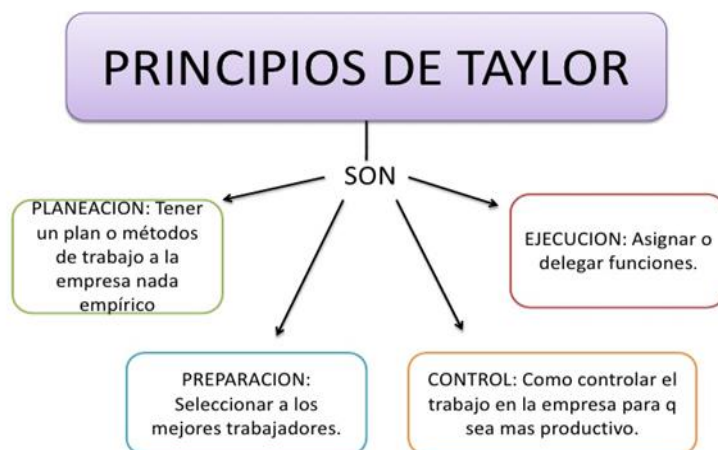 PRINCIPIOS DE TAYLOR
SON
PLANEACION: Tener
un plan o métodos
de trabajo a la
empresa nada
empírico
EJECUCION: Asignar o
delegar funciones.
PREPARACION:
Seleccionar a los
mejores trabajadores.
CONTROL: Como controlar el
trabajo en la empresa para q
sea mas productivo.